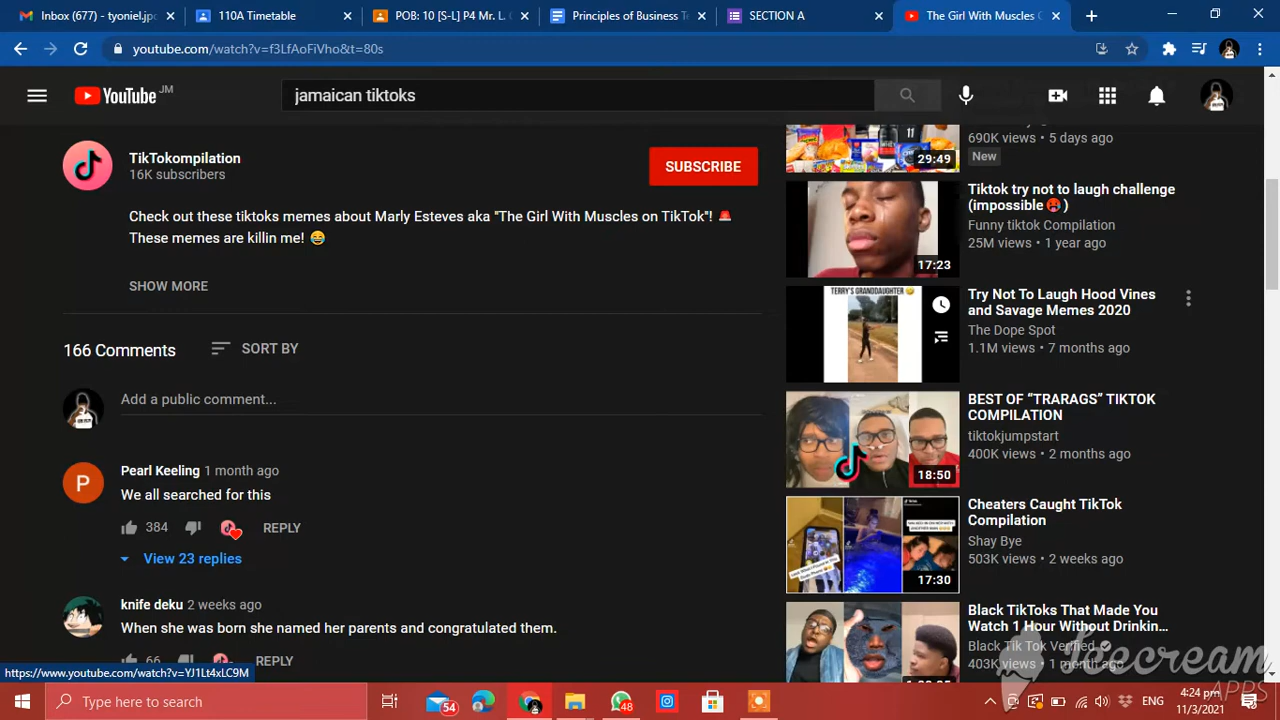 Inbox (677) - tyoniel.jpc
110A Timetable
POB: 10 [S-L] P4 Mr. L. C
Principles of Business Te
SECTION A
The Girl With Muscles C
youtube.com/watch?v=f3LfAoFiVho&t=80s
YouTube JM
jamaican tiktoks
TikTokompilation
16K subscribers
SUBSCRIBE
Check out these tiktoks memes about Marly Esteves aka "The Girl With Muscles on TikTok"! 🚨
These memes are killin me! 😂
SHOW MORE
166 Comments
SORT BY
Add a public comment...
P
Pearl Keeling 1 month ago
We all searched for this
384
REPLY
View 23 replies
knife deku 2 weeks ago
When she was born she named her parents and congratulated them.
66
REPLY
https://www.youtube.com/watch?v=YJ1Lt4xLC9M
11
29:49
690K views • 5 days ago
New
17:23
Tiktok try not to laugh challenge
(impossible🥵)
Funny tiktok Compilation
25M views • 1 year ago
TERRY'S GRANDDAUGHTER 🤣
Try Not To Laugh Hood Vines
and Savage Memes 2020
The Dope Spot
1.1M views • 7 months ago
18:50
BEST OF “TRARAGS” TIKTOK
COMPILATION
tiktokjumpstart
400K views • 2 months ago
17:30
Cheaters Caught TikTok
Compilation
Shay Bye
503K views • 2 weeks ago
Black TikToks That Made You
Watch 1 Hour Without Drinkin...
Black Tik Tok Verified
403K views • 1 month ago
Icecream
APPS
Type here to search
54
48
ENG
4:24 pm
11/3/2021